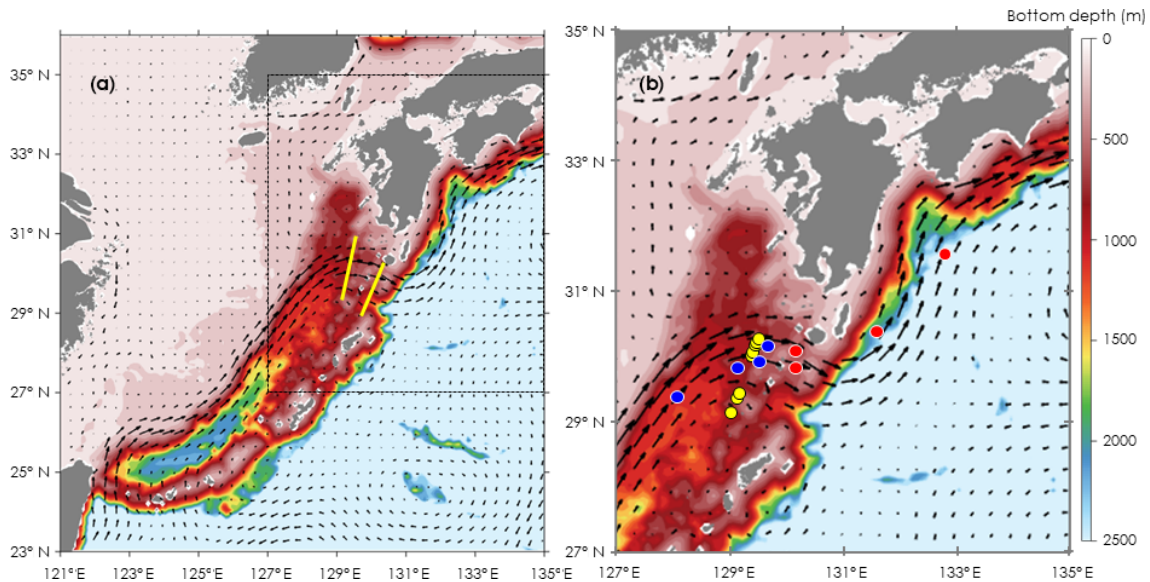 Bottom depth (m)
(a)
35° N
33° N
31° N
29° N
27° N
25° N
23° N
121°E
123°E
125°E
127°E
129°E
131°E
133°E
135°E
(b)
35° N
33° N
31° N
29° N
27° N
127°E
129°E
131°E
133°E
135°E
0
500
1000
1500
2000
2500